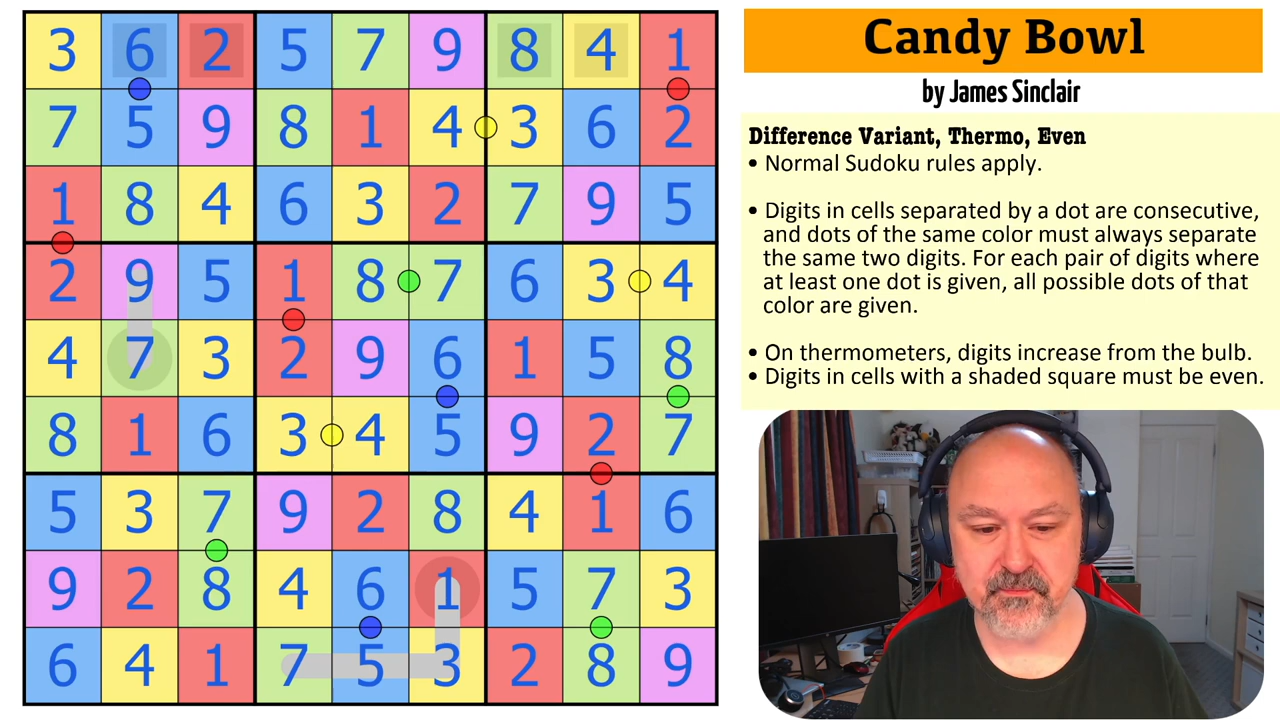 3 6 2 5 7 9 8 4 1
7 5 9 8 1 4 3 6 2
1 8 4 6 3 2 7 9 5
2 9 5 1 8 7 6 3 4
4 7 3 2 9 6 1 5 8
8 1 6 3 4 5 9 2 7
5 3 7 9 2 8 4 1 6
9 2 8 4 6 1 5 7 3
6 4 1 7 5 3 2 8 9
Candy Bowl
by James Sinclair
Difference Variant, Thermo, Even
• Normal Sudoku rules apply.
• Digits in cells separated by a dot are consecutive,
and dots of the same color must always separate
the same two digits. For each pair of digits where
at least one dot is given, all possible dots of that
color are given.
• On thermometers, digits increase from the bulb.
• Digits in cells with a shaded square must be even.